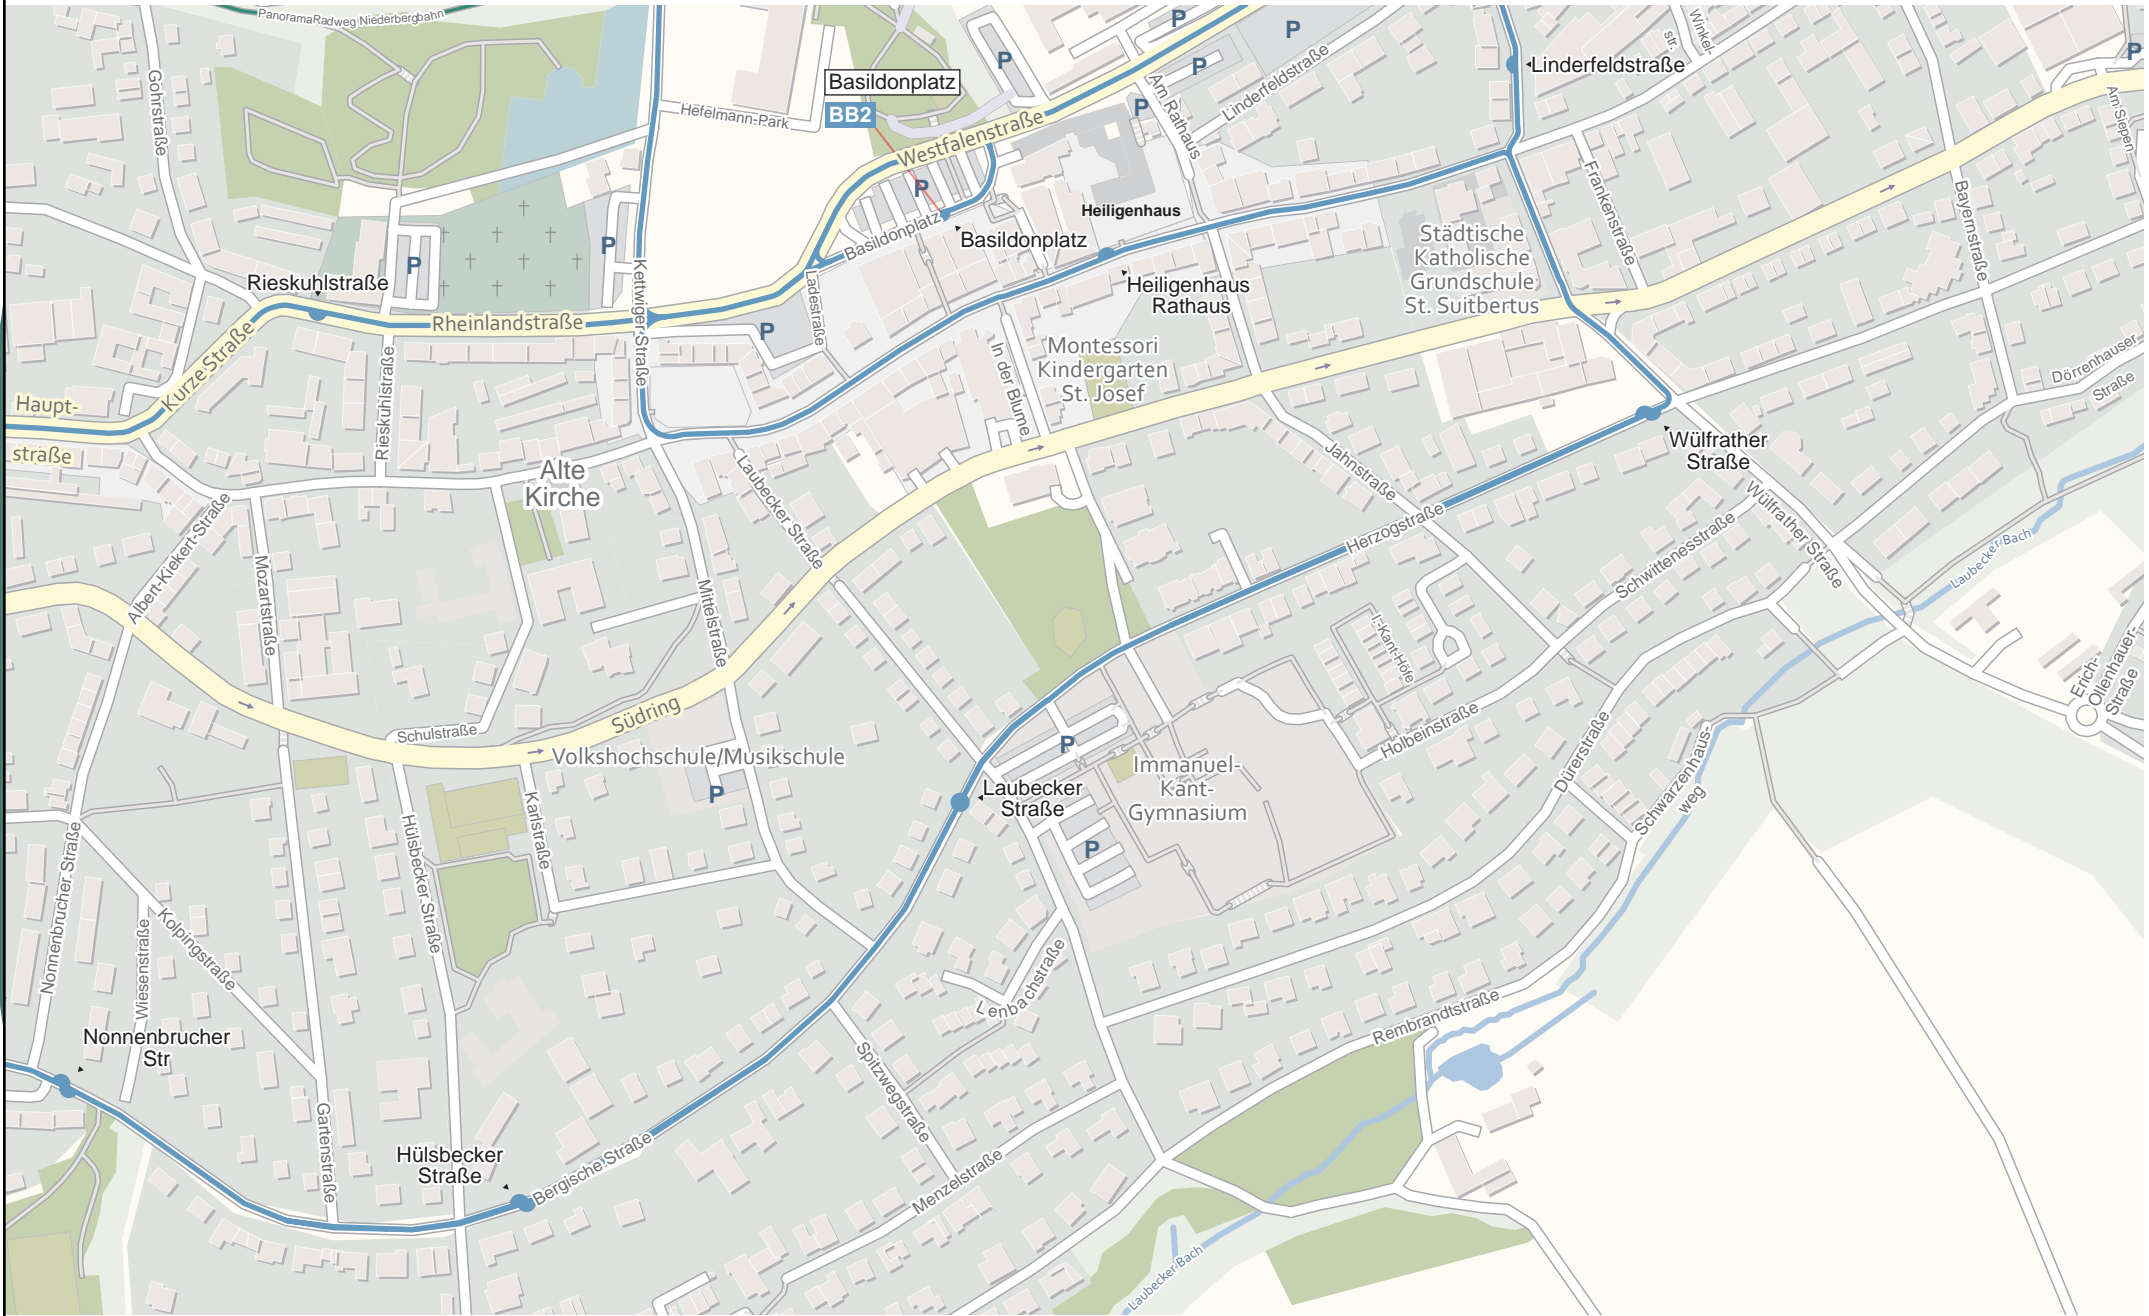 PanoramaRadweg Niederbergbahn
P
P
P
Winkel-
str.
P
Gohrstraße
Basildonplatz
BB2
Hefelmann-Park
P
P
Am Rathaus
Linderfeldstraße
Linderfeldstraße
Am Siepen
Westfalenstraße
P
Frankenstraße
Bayernstraße
Heiligenhaus
P
Basildonplatz
Basildonplatz
P
Kettwiger Straße
Ladestraße
Rieskuhlstraße
Rheinlandstraße
P
Heiligenhaus
Rathaus
Städtische
Katholische
Grundschule
St. Suitbertus
Kurze Straße
Rieskuhlstraße
In der Blume
Montessori
Kindergarten
St. Josef
Haupt-
straße
Dörrenhauser
Straße
Alte
Kirche
Laubecker Straße
Jahnstraße
Wülfrather
Straße
Albert-Kiekert-Straße
Mozartstraße
Mittelstraße
Herzogstraße
Schwittenesstraße
Wülfrather Straße
Laubecker Bach
I.-Kant-Höfe
Erich-
Ollenhauer-
Straße
Schulstraße
Südring
Volkshochschule/Musikschule
P
P
Holbeinstraße
Dürerstraße
Schwarzenhaus-
weg
Immanuel-
Kant-
Gymnasium
Laubecker
Straße
P
Nonnenbrucher Straße
Hülsbecker Straße
Karlstraße
Kolpingstraße
Wiesenstraße
Lenbachstraße
Rembrandtstraße
Nonnenbrucher
Str
Spitzwegstraße
Gartenstraße
Hülsbecker
Straße
Bergische Straße
Menzelstraße
Laubecker Bach